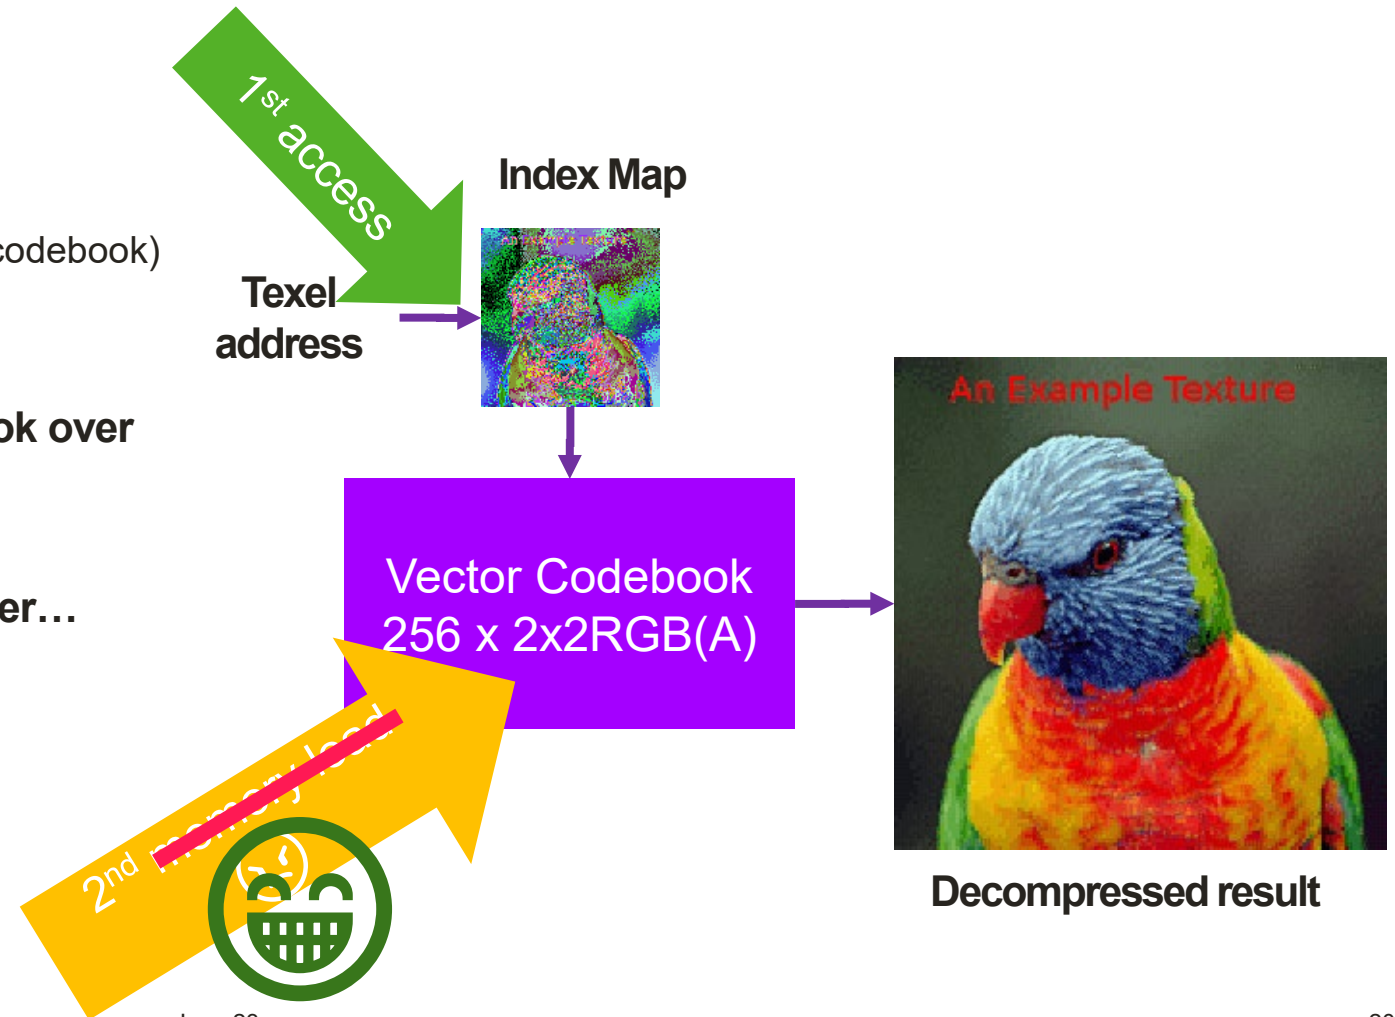 1st access
Index Map
codebook)
Texel
address
An Example Texture
ok over
Vector Codebook
256 x 2x2RGB(A)
er…
2nd memory load
Decompressed result